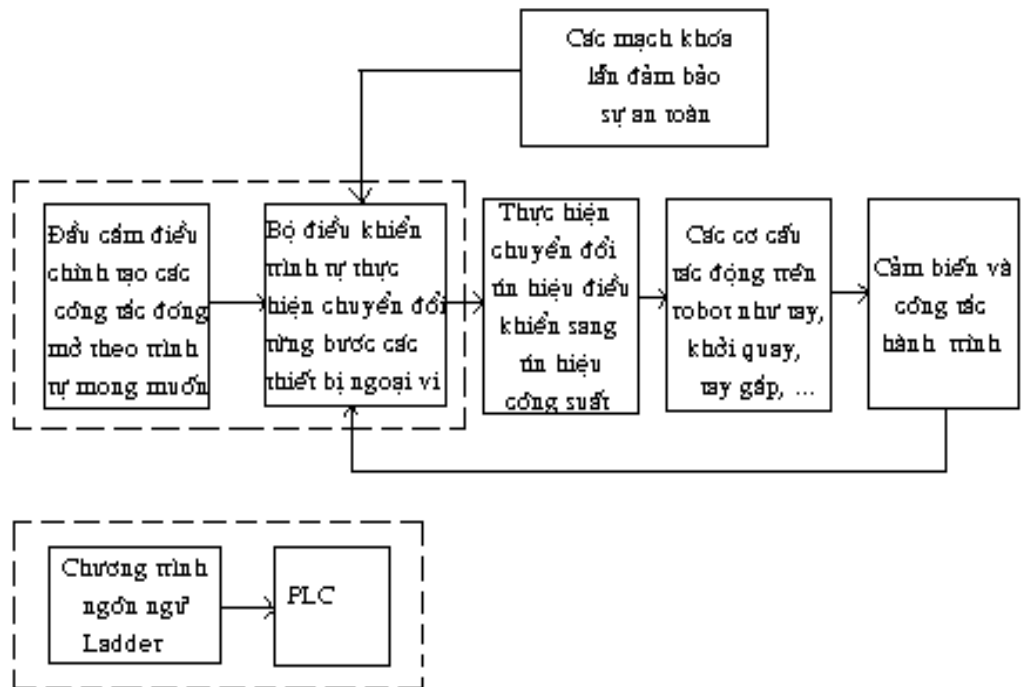 Các mạch khóa
lẫn đảm bảo
sự an toàn
Đầu cắm điều
chỉnh tạo các
công tắc đóng
mở theo trình
tự mong muốn
Bộ điều khiển
trình tự thực
hiện chuyển đổi
từng bước các
thiết bị ngoại vi
Thực hiện
chuyển đổi
tín hiệu điều
khiển sang
tín hiệu
công suất
Các cơ cấu
tác động trên
robot như tay,
khởi quay,
tay gắp, ...
Cảm biến và
công tắc
hành trình
Chương trình
ngôn ngữ
Ladder
PLC